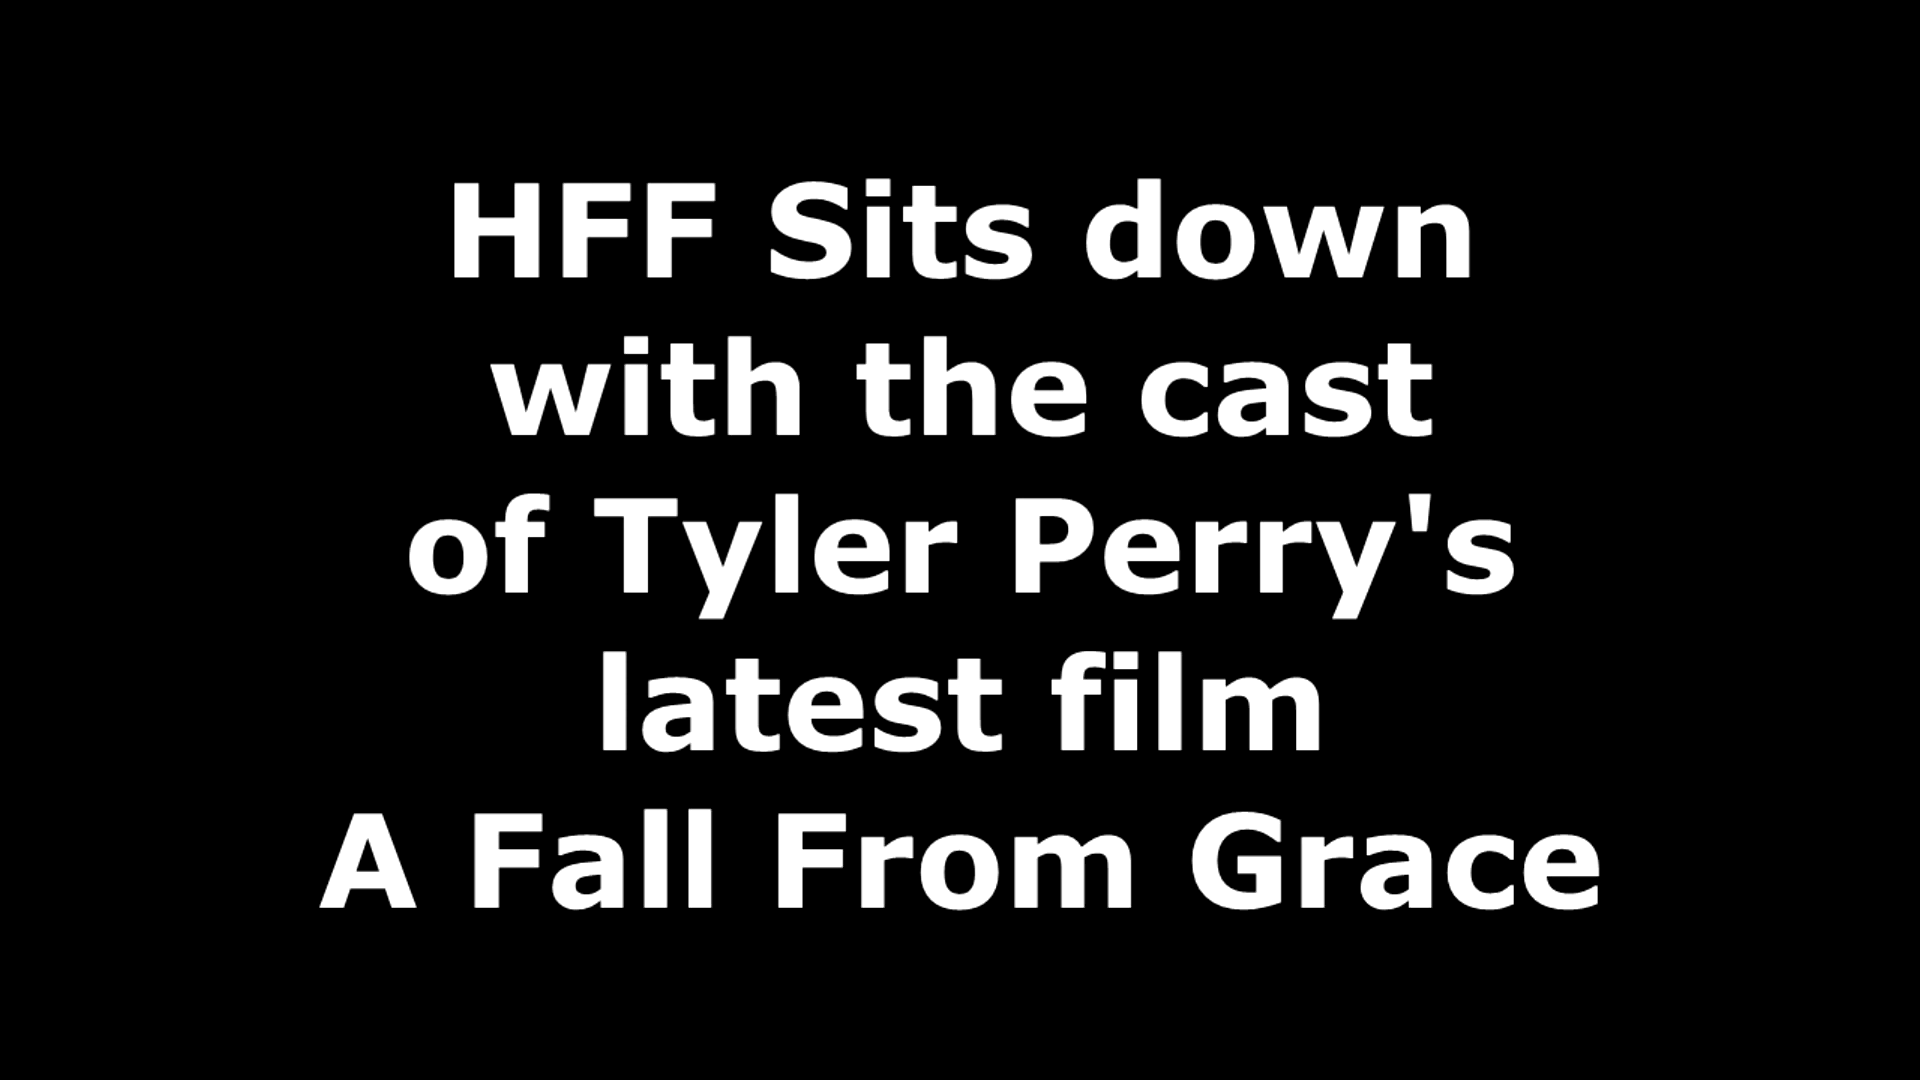 HFF Sits down
with the cast
of Tyler Perry's
latest film
A Fall From Grace